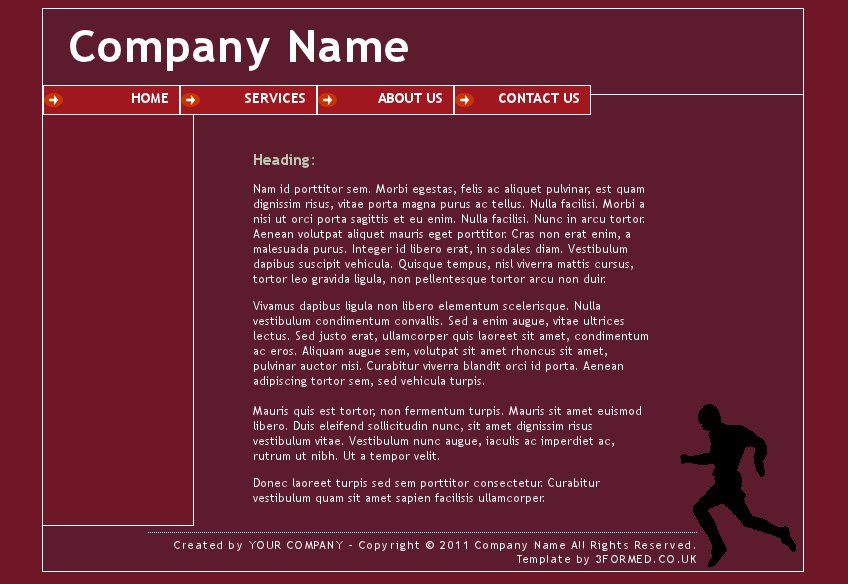 Company Name
HOME SERVICES ABOUT US CONTACT US
Heading:
Nam id porttitor sem. Morbi egestas, felis ac aliquet pulvinar, est quam
dignissim risus, vitae porta magna purus ac tellus. Nulla facilisi. Morbi a
nisi ut orci porta sagittis et eu enim. Nulla facilisi. Nunc in arcu tortor.
Aenean volutpat aliquet mauris eget porttitor. Cras non erat enim, a
malesuada purus. Integer id libero erat, in sodales diam. Vestibulum
dapibus suscipit vehicula. Quisque tempus, nisl viverra mattis cursus,
tortor leo gravida ligula, non pellentesque tortor arcu non duir.
Vivamus dapibus ligula non libero elementum scelerisque. Nulla
vestibulum condimentum convallis. Sed a enim augue, vitae ultrices
lectus. Sed justo erat, ullamcorper quis laoreet sit amet, condimentum
ac eros. Aliquam augue sem, volutpat sit amet rhoncus sit amet,
pulvinar auctor nisi. Curabitur viverra blandit orci id porta. Aenean
adipiscing tortor sem, sed vehicula turpis.
Mauris quis est tortor, non fermentum turpis. Mauris sit amet euismod
libero. Duis eleifend sollicitudin nunc, sit amet dignissim risus
vestibulum vitae. Vestibulum nunc augue, iaculis ac imperdiet ac,
rutrum ut nibh. Ut a tempor velit.
Donec laoreet turpis sed sem porttitor consectetur. Curabitur
vestibulum quam sit amet sapien facilisis ullamcorper.
Created by YOUR COMPANY - Copyright © 2011 Company Name All Rights Reserved.
Template by 3FORMED.CO.UK